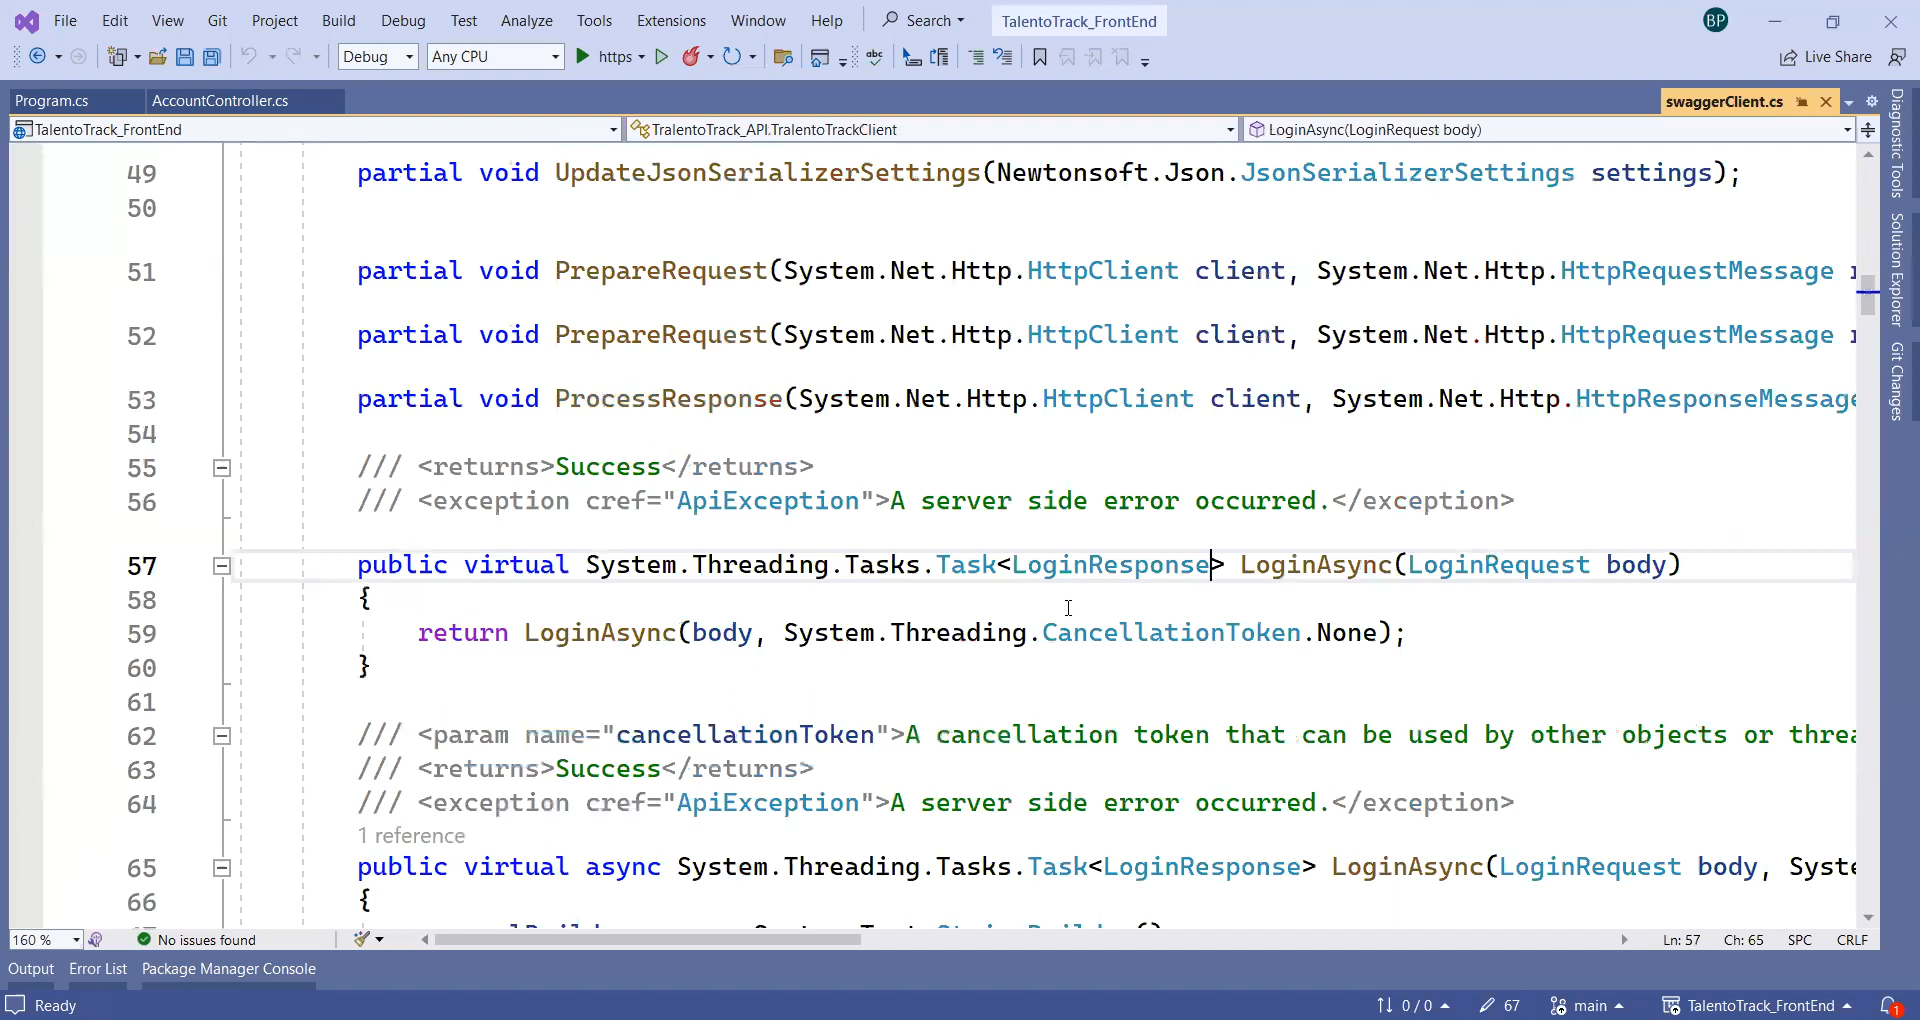 File Edit View Git Project Build Debug Test Analyze Tools Extensions Window Help Search TalentoTrack_FrontEnd BP
Debug Any CPU https Live Share
Program.cs AccountController.cs swaggerClient.cs
TalentoTrack_FrontEnd TralentoTrack_API.TralentoTrackClient LoginAsync(LoginRequest body)
49 partial void UpdateJsonSerializerSettings(Newtonsoft.Json.JsonSerializerSettings settings);
50
51 partial void PrepareRequest(System.Net.Http.HttpClient client, System.Net.Http.HttpRequestMessage
52 partial void PrepareRequest(System.Net.Http.HttpClient client, System.Net.Http.HttpRequestMessage
53 partial void ProcessResponse(System.Net.Http.HttpClient client, System.Net.Http.HttpResponseMessage
54
55 /// <returns>Success</returns>
56 /// <exception cref="ApiException">A server side error occurred.</exception>
57 public virtual System.Threading.Tasks.Task<LoginResponse> LoginAsync(LoginRequest body)
58 {
59 return LoginAsync(body, System.Threading.CancellationToken.None);
60 }
61
62 /// <param name="cancellationToken">A cancellation token that can be used by other objects or threa
63 /// <returns>Success</returns>
64 /// <exception cref="ApiException">A server side error occurred.</exception>
1 reference
65 public virtual async System.Threading.Tasks.Task<LoginResponse> LoginAsync(LoginRequest body, Syste
66 {
160 % No issues found Ln: 57 Ch: 65 SPC CRLF
Output Error List Package Manager Console
Ready 0 / 0 67 main TalentoTrack_FrontEnd 1
Diagnostic Tools
Solution Explorer
Git Changes